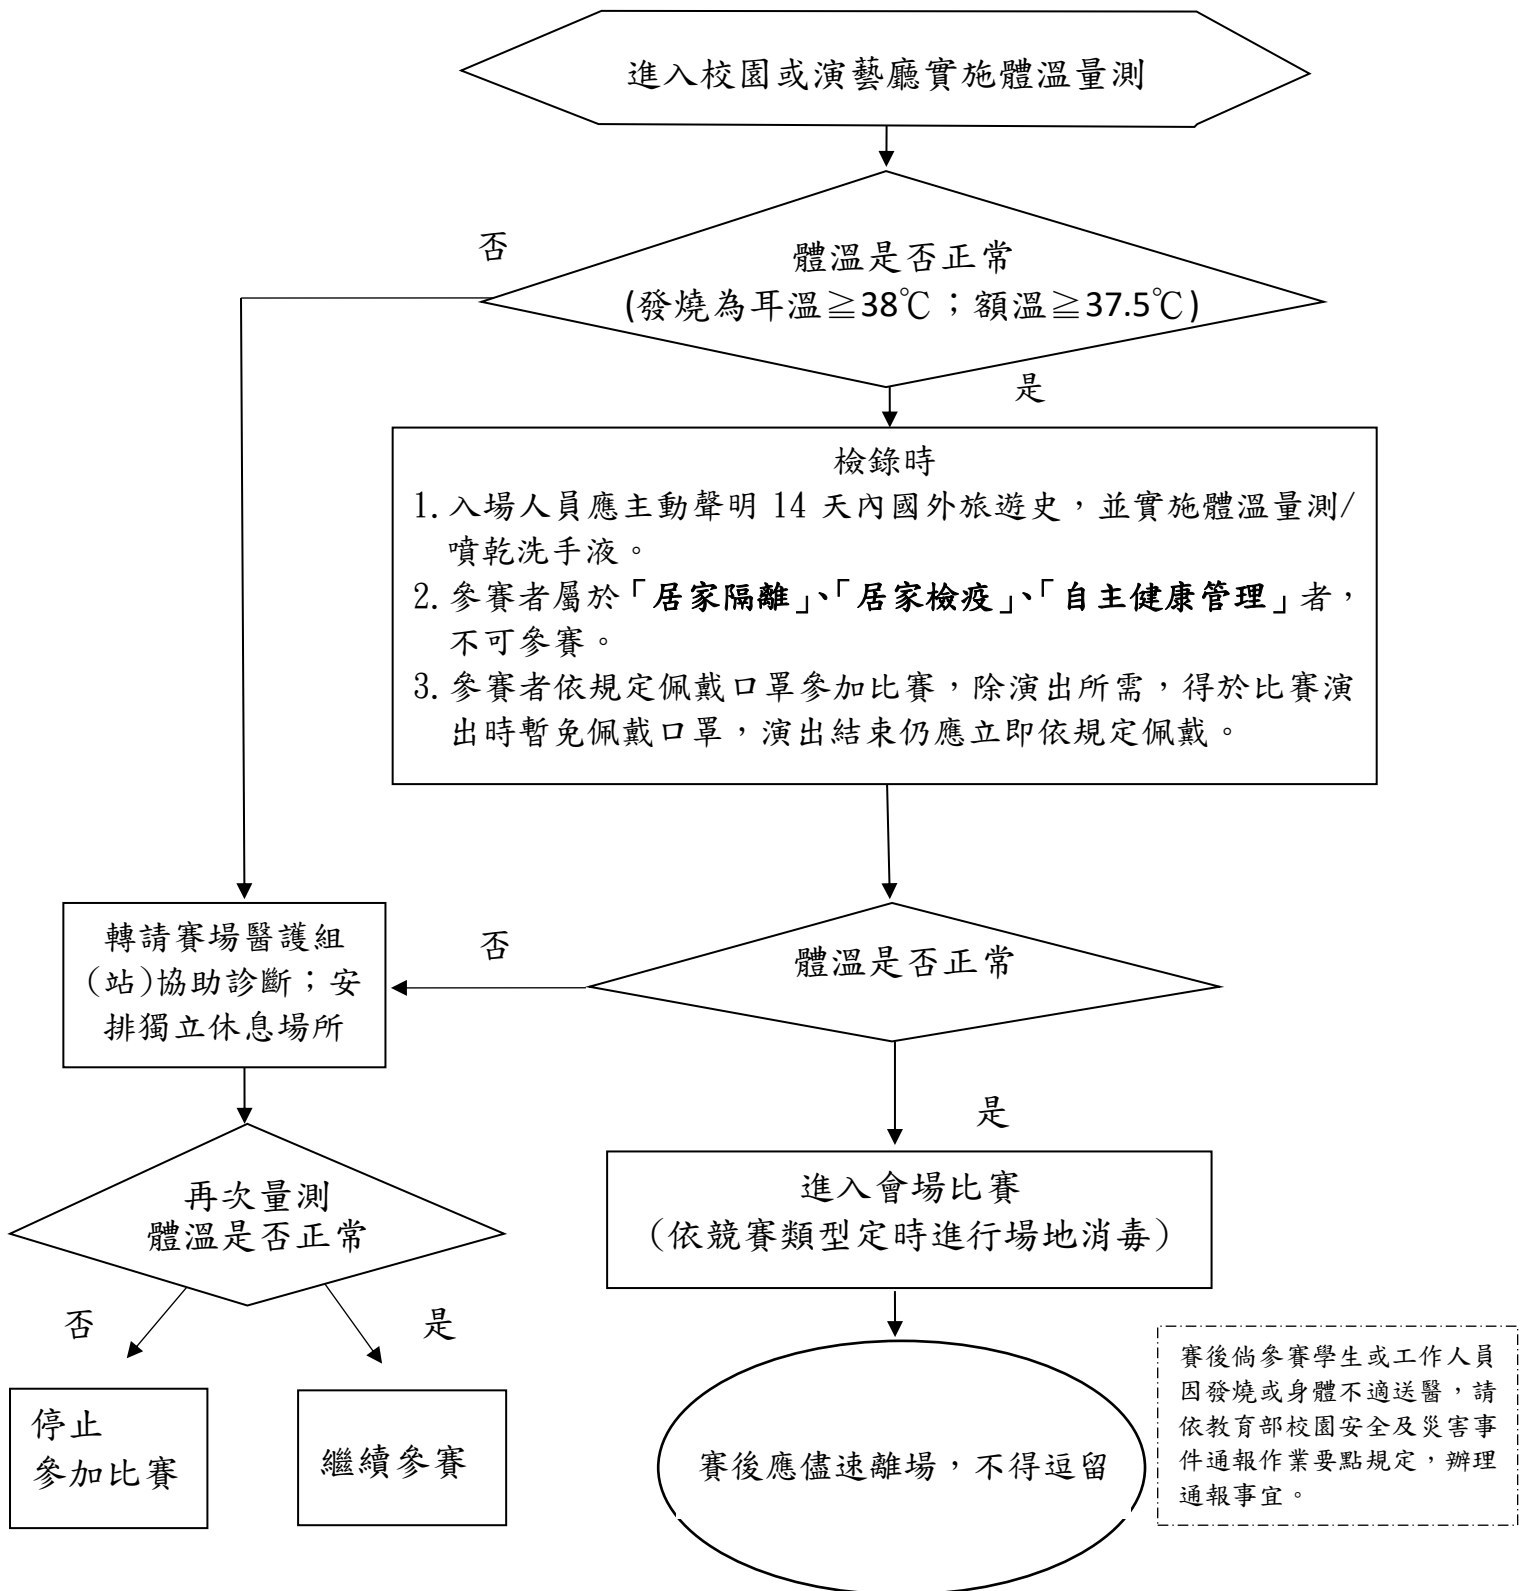 進入校園或演藝廳實施體溫量測
否
體溫是否正常
(發燒為耳溫≧38℃；額溫≧37.5℃)
是
檢錄時
1. 入場人員應主動聲明 14 天內國外旅遊史，並實施體溫量測/
噴乾洗手液。
2. 參賽者屬於「居家隔離」、「居家檢疫」、「自主健康管理」者，
不可參賽。
3. 參賽者依規定佩戴口罩參加比賽，除演出所需，得於比賽演
出時暫免佩戴口罩，演出結束仍應立即依規定佩戴。
轉請賽場醫護組
(站)協助診斷；安
排獨立休息場所
否
體溫是否正常
是
再次量測
體溫是否正常
進入會場比賽
（依競賽類型定時進行場地消毒）
否
是
停止
參加比賽
繼續參賽
賽後應儘速離場，不得逗留
賽後倘參賽學生或工作人員
因發燒或身體不適送醫，請
依教育部校園安全及災害事
件通報作業要點規定，辦理
通報事宜。